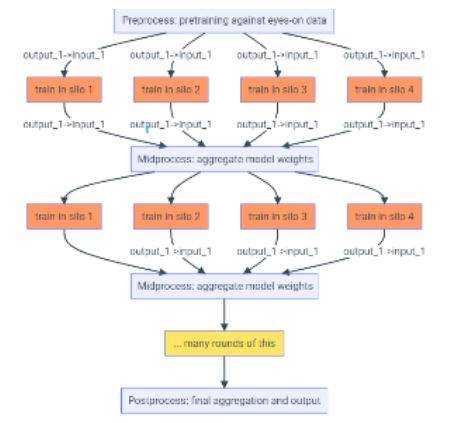 Preprocess: pretraining against eyes-on data
output_1->input_1 output_1->input_1 output_1->input_1 output_1->input_1
train in silo 1 train in silo 2 train in silo 3 train in silo 4
output_1->input_1 output_1->input_1 output_1->input_1 output_1->input_1
Midprocess: aggregate model weights
train in silo 1 train in silo 2 train in silo 3 train in silo 4
output_1->input_1 output_1->input_1 output_1->input_1
Midprocess: aggregate model weights
... many rounds of this
Postprocess: final aggregation and output